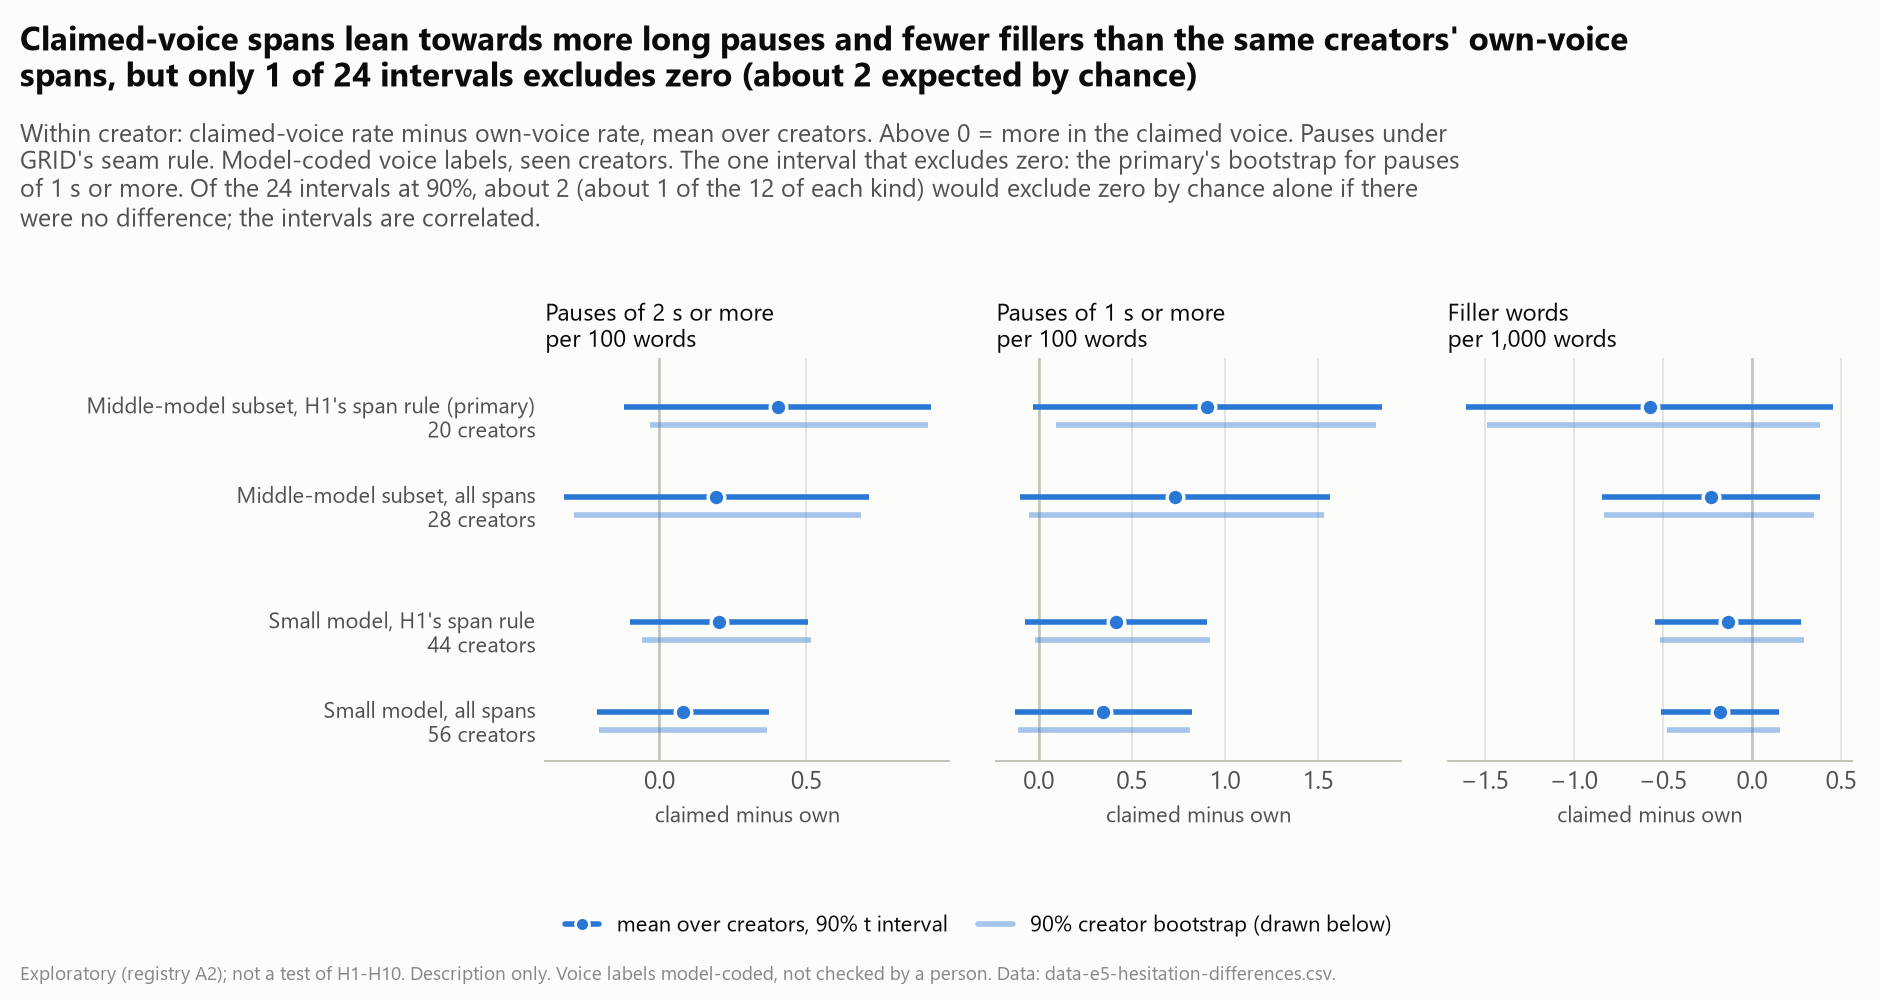 Claimed-voice spans lean towards more long pauses and fewer fillers than the same creators' own-voice
spans, but only 1 of 24 intervals excludes zero (about 2 expected by chance)
Within creator: claimed-voice rate minus own-voice rate, mean over creators. Above 0 = more in the claimed voice. Pauses under
GRID's seam rule. Model-coded voice labels, seen creators. The one interval that excludes zero: the primary's bootstrap for pauses
of 1 s or more. Of the 24 intervals at 90%, about 2 (about 1 of the 12 of each kind) would exclude zero by chance alone if there
were no difference; the intervals are correlated.
Pauses of 2 s or more
per 100 words
Pauses of 1 s or more
per 100 words
Filler words
per 1,000 words
Middle-model subset, H1's span rule (primary)
20 creators
Middle-model subset, all spans
28 creators
Small model, H1's span rule
44 creators
Small model, all spans
56 creators
0.0 0.5
claimed minus own
0.0 0.5 1.0 1.5
claimed minus own
−1.5 −1.0 −0.5 0.0 0.5
claimed minus own
mean over creators, 90% t interval
90% creator bootstrap (drawn below)
Exploratory (registry A2); not a test of H1-H10. Description only. Voice labels model-coded, not checked by a person. Data: data-e5-hesitation-differences.csv.